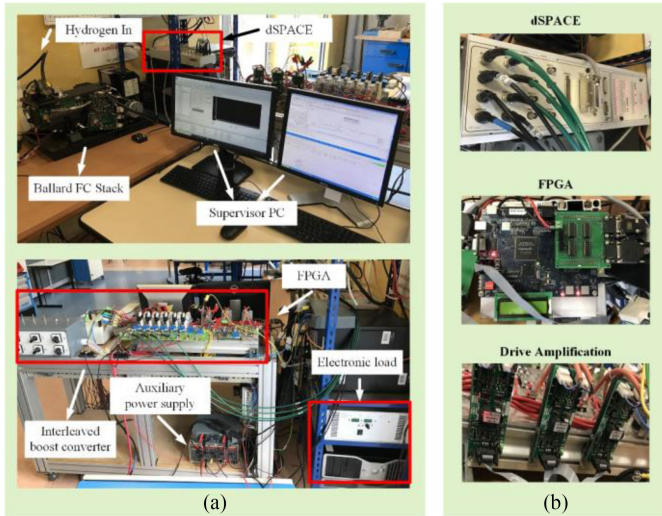 Hydrogen In
dSPACE
Ballard FC Stack
Supervisor PC
FPGA
Electronic load
Auxiliary
power supply
Interleaved
boost converter
(a)
dSPACE
FPGA
Drive Amplification
(b)